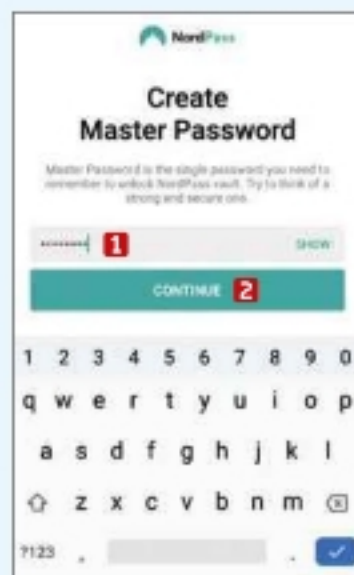 NordPass
Create
Master Password
Master Password is the single password you need to
remember to unlock NordPass vault. Try to think of a
strong and secure one.
•••••••• 1 SHOW
CONTINUE 2
1 2 3 4 5 6 7 8 9 0
q w e r t y u i o p
a s d f g h j k l
z x c v b n m
?123 , .